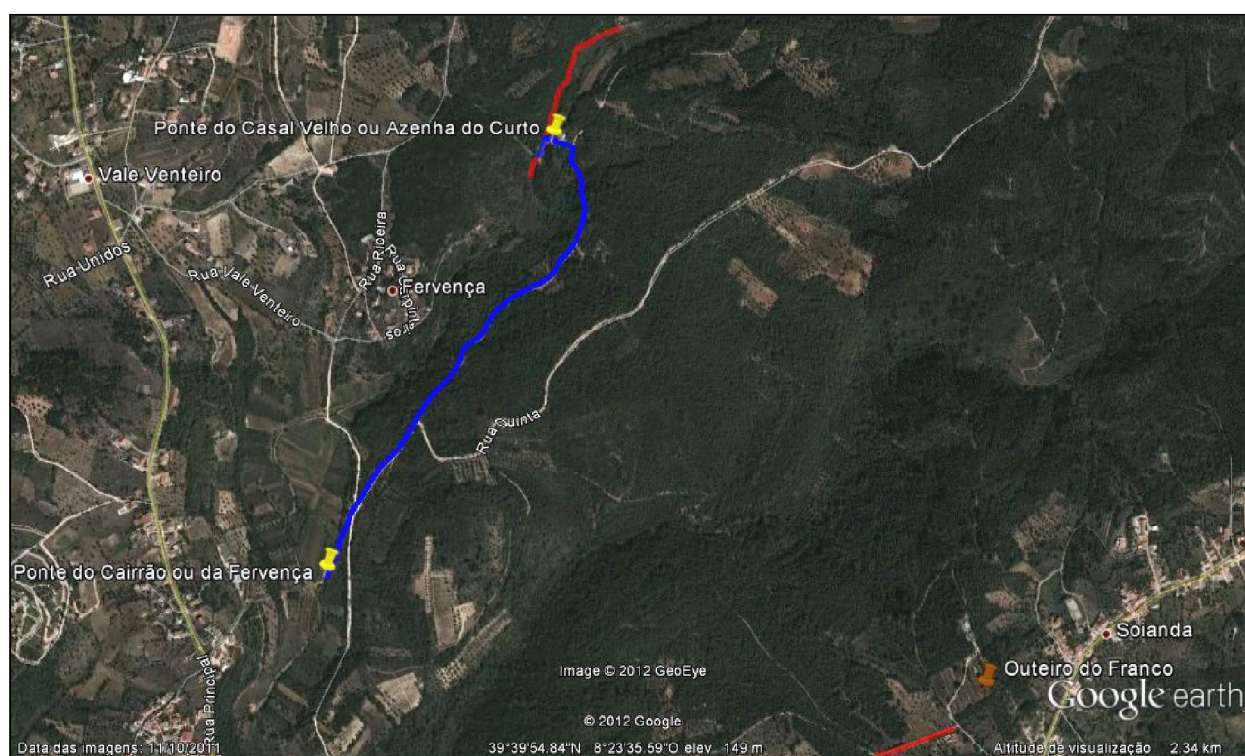 Ponte do Casal Velho ou Azenha do Curto
Vale Venteiro
Rua Unidos
Rua Vale Venteiro
Rua Ribeira
Rua Carpinteiros
Fervença
Rua Quinta
Ponte do Cairrão ou da Fervença
Rua Principal
Soianda
Outeiro do Franco
Image © 2012 GeoEye
Google earth
© 2012 Google
Data das imagens: 11/10/2011
39°39'54.84"N 8°23'35.59"O elev. 149 m
Altitude de visualização 2.34 km